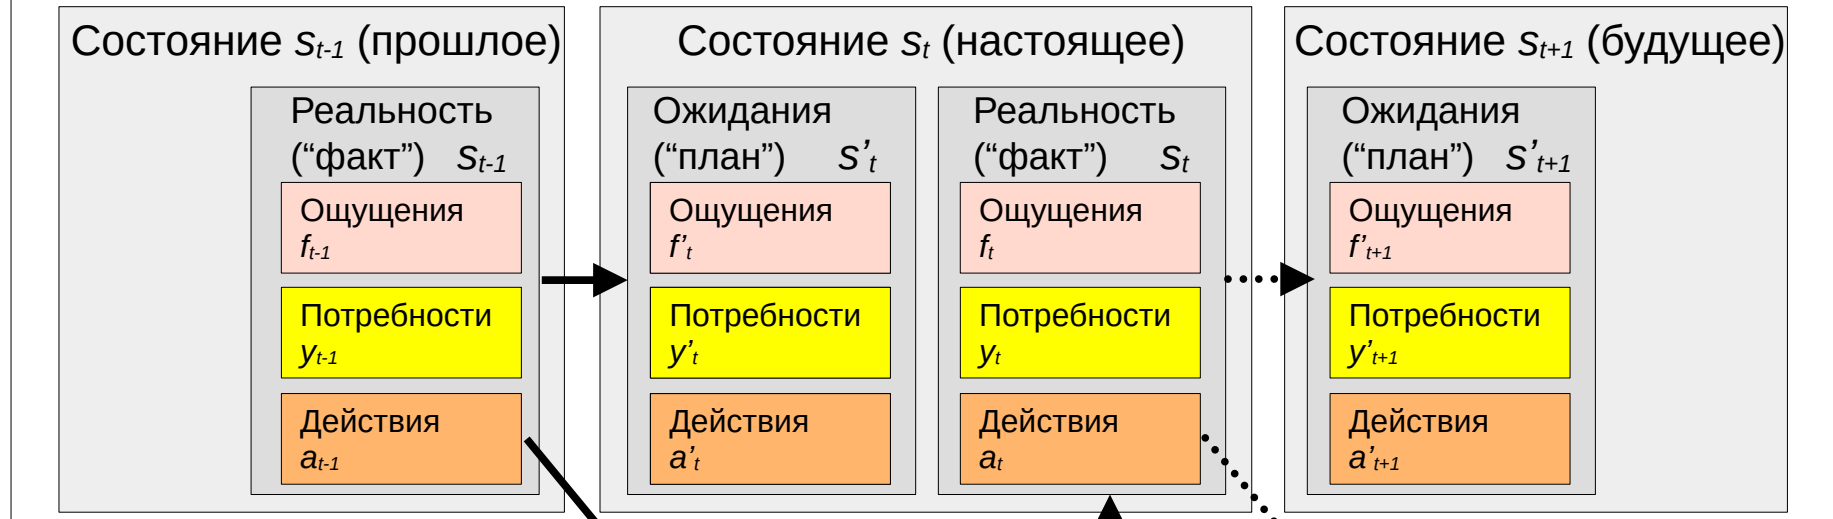 Состояние st-1 (прошлое)
Реальность
(“факт”) st-1
Ощущения
ft-1
Потребности
yt-1
Действия
at-1
Состояние st (настоящее)
Ожидания
(“план”) s’t
Ощущения
f’t
Потребности
y’t
Действия
a’t
Реальность
(“факт”) st
Ощущения
ft
Потребности
yt
Действия
at
Состояние st+1 (будущее)
Ожидания
(“план”) s’t+1
Ощущения
f’t+1
Потребности
y’t+1
Действия
a’t+1